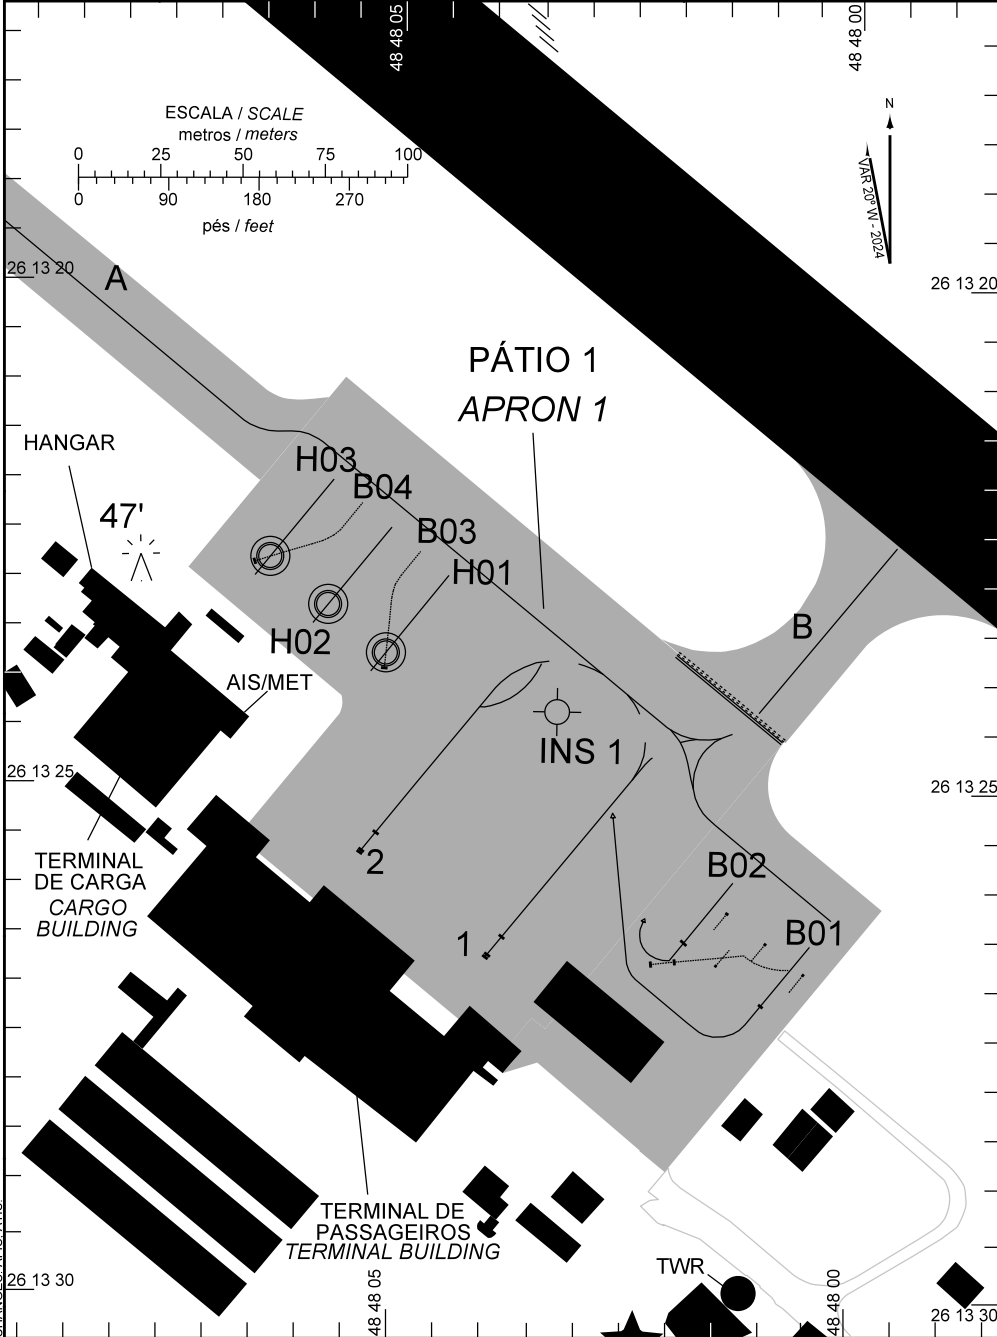 48 48 05
48 48 00
ESCALA / SCALE
metros / meters
0 25 50 75 100
0 90 180 270
pés / feet
N
VAR 20° W - 2024
26 13 20
26 13 20
A
PÁTIO 1
APRON 1
HANGAR
H03
B04
47'
B03
H01
B
H02
AIS/MET
INS 1
26 13 25
26 13 25
2
TERMINAL
DE CARGA
CARGO
BUILDING
B02
1
B01
TERMINAL DE
PASSAGEIROS
TERMINAL BUILDING
TWR
26 13 30
48 48 05
48 48 00
26 13 30